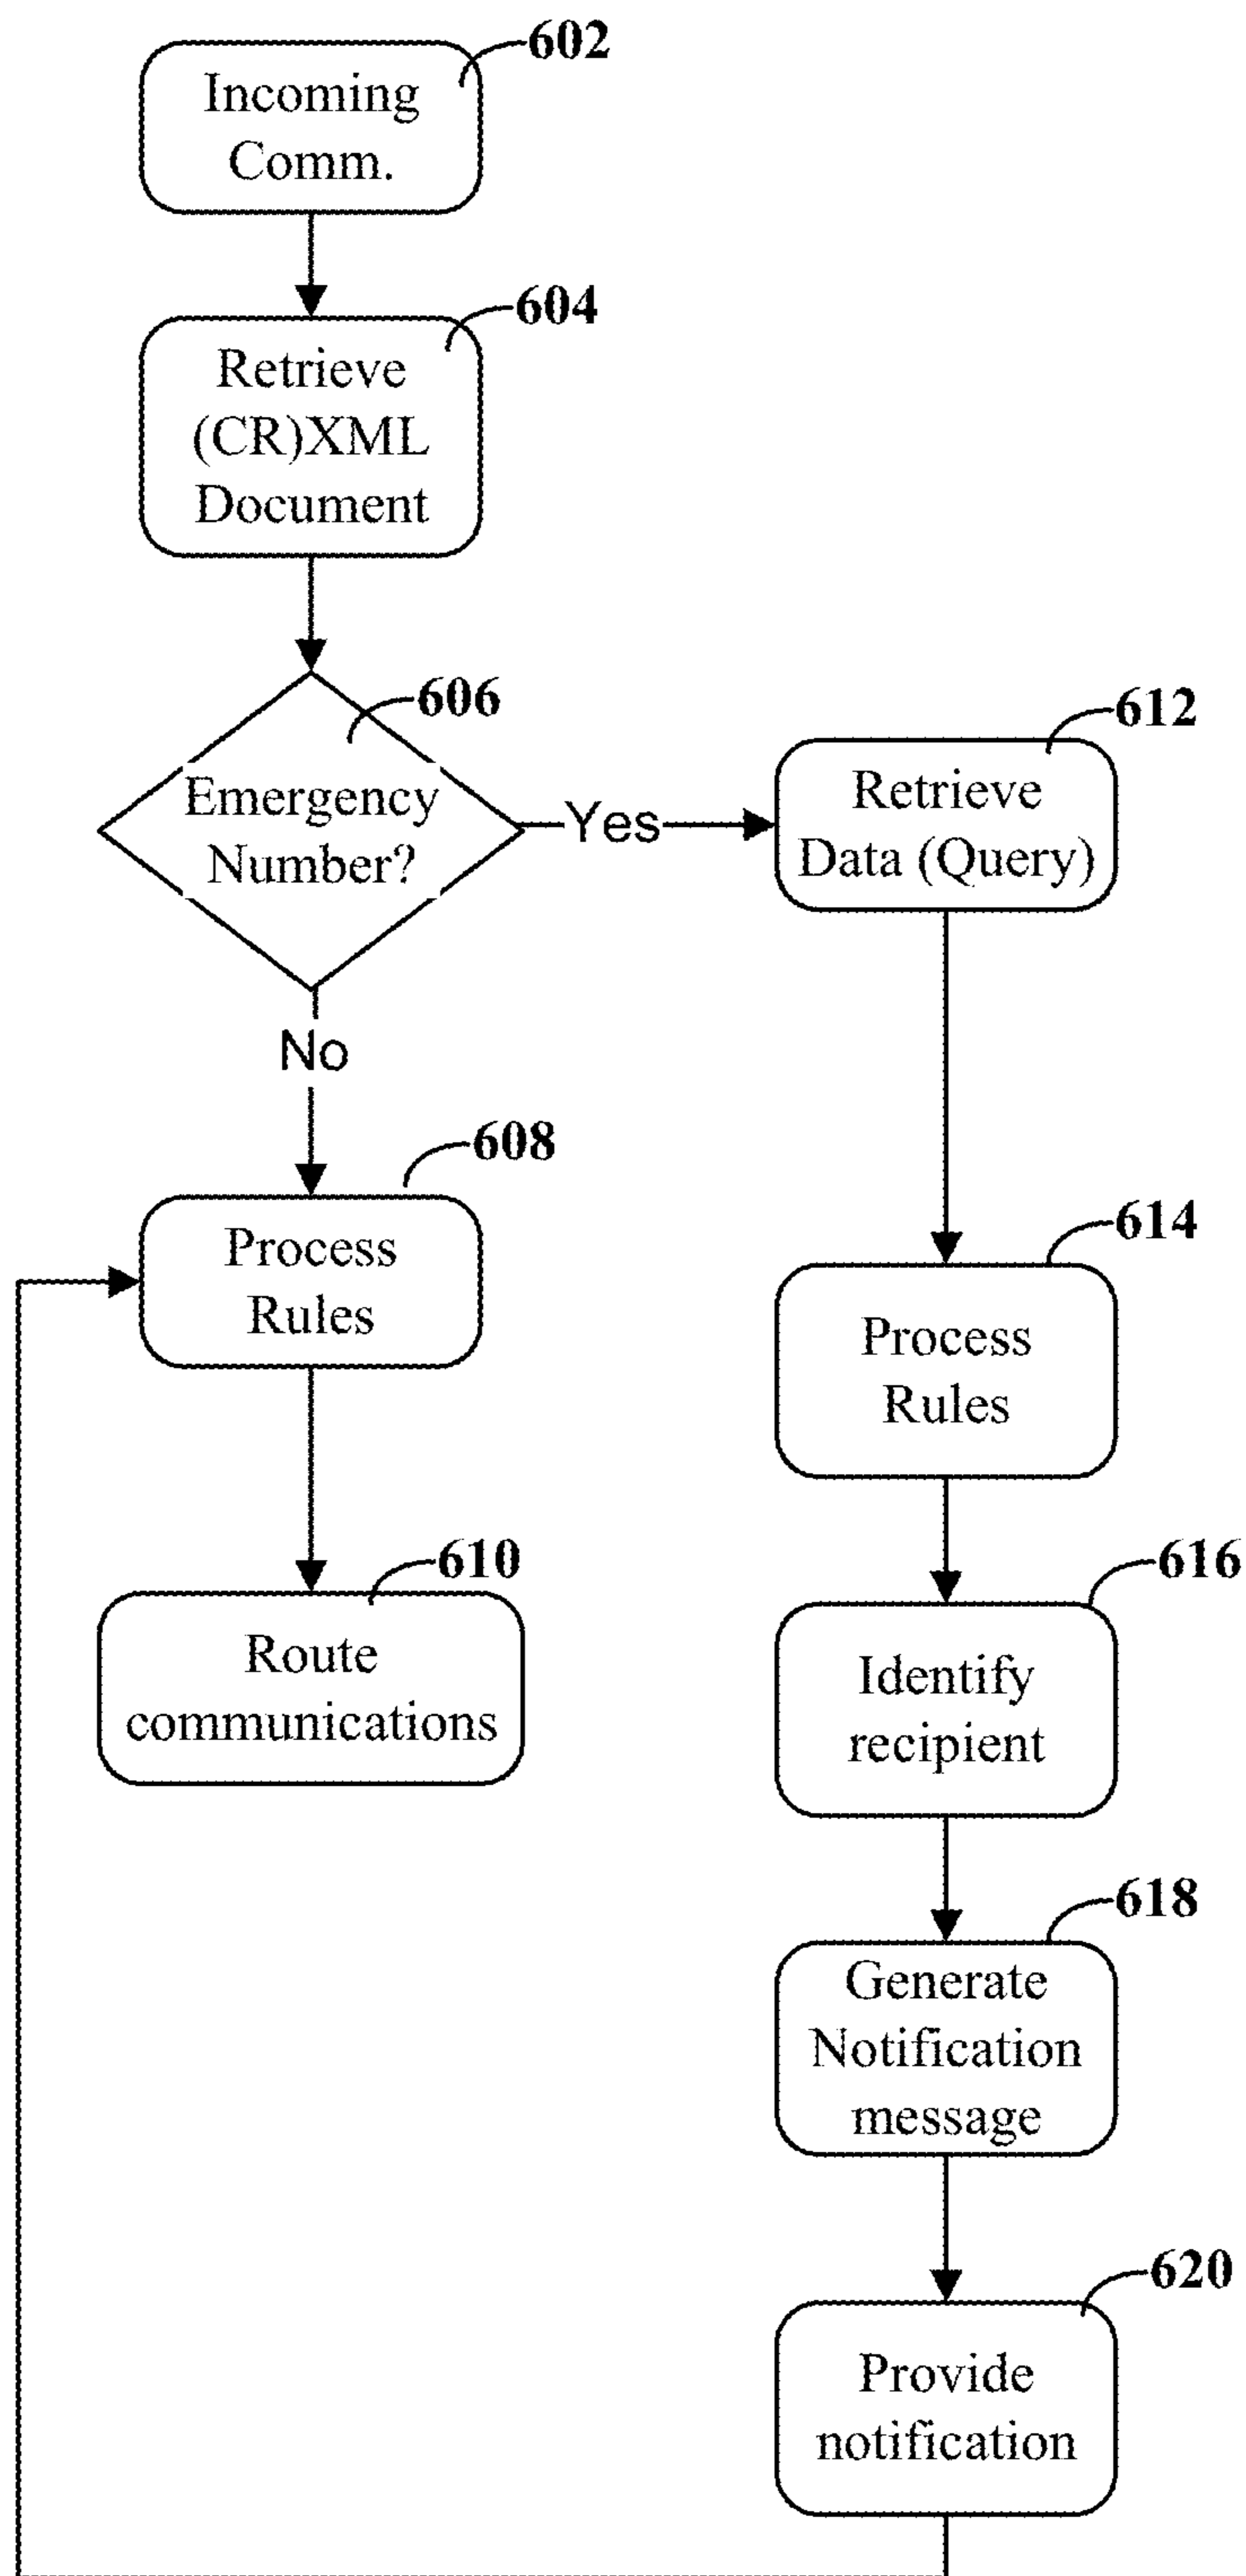 602
Incoming
Comm.
604
Retrieve
(CR)XML
Document
606
Emergency
Number?
Yes
No
608
Process
Rules
610
Route
communications
612
Retrieve
Data (Query)
614
Process
Rules
616
Identify
recipient
618
Generate
Notification
message
620
Provide
notification